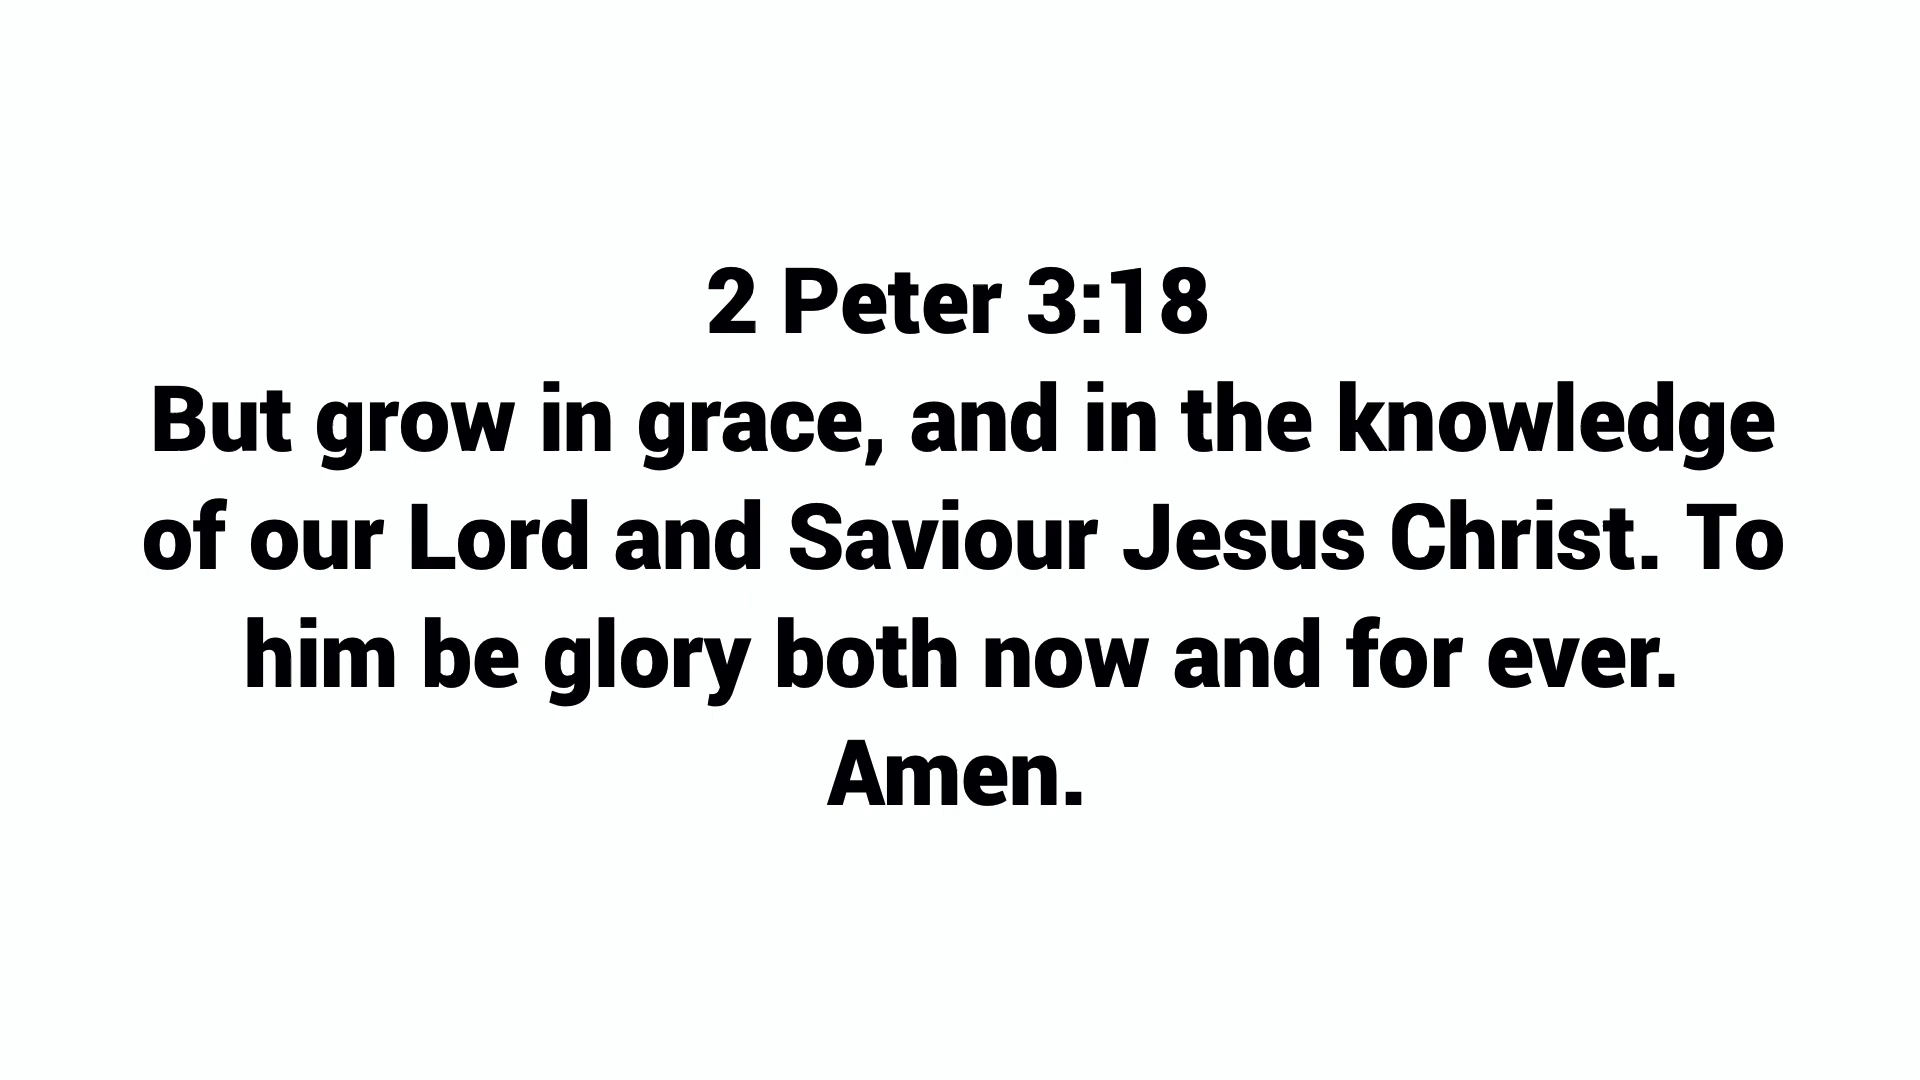 2 Peter 3:18
But grow in grace, and in the knowledge
of our Lord and Saviour Jesus Christ. To
him be glory both now and for ever.
Amen.